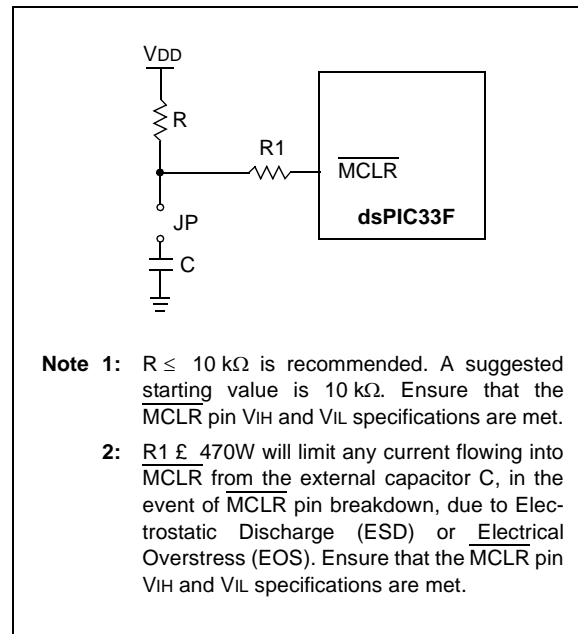 VDD
R
R1
MCLR
JP
dsPIC33F
C
Note 1: R ≤ 10 kΩ is recommended. A suggested
starting value is 10 kΩ. Ensure that the
MCLR pin VIH and VIL specifications are met.
2: R1 £ 470W will limit any current flowing into
MCLR from the external capacitor C, in the
event of MCLR pin breakdown, due to Elec-
trostatic Discharge (ESD) or Electrical
Overstress (EOS). Ensure that the MCLR pin
VIH and VIL specifications are met.